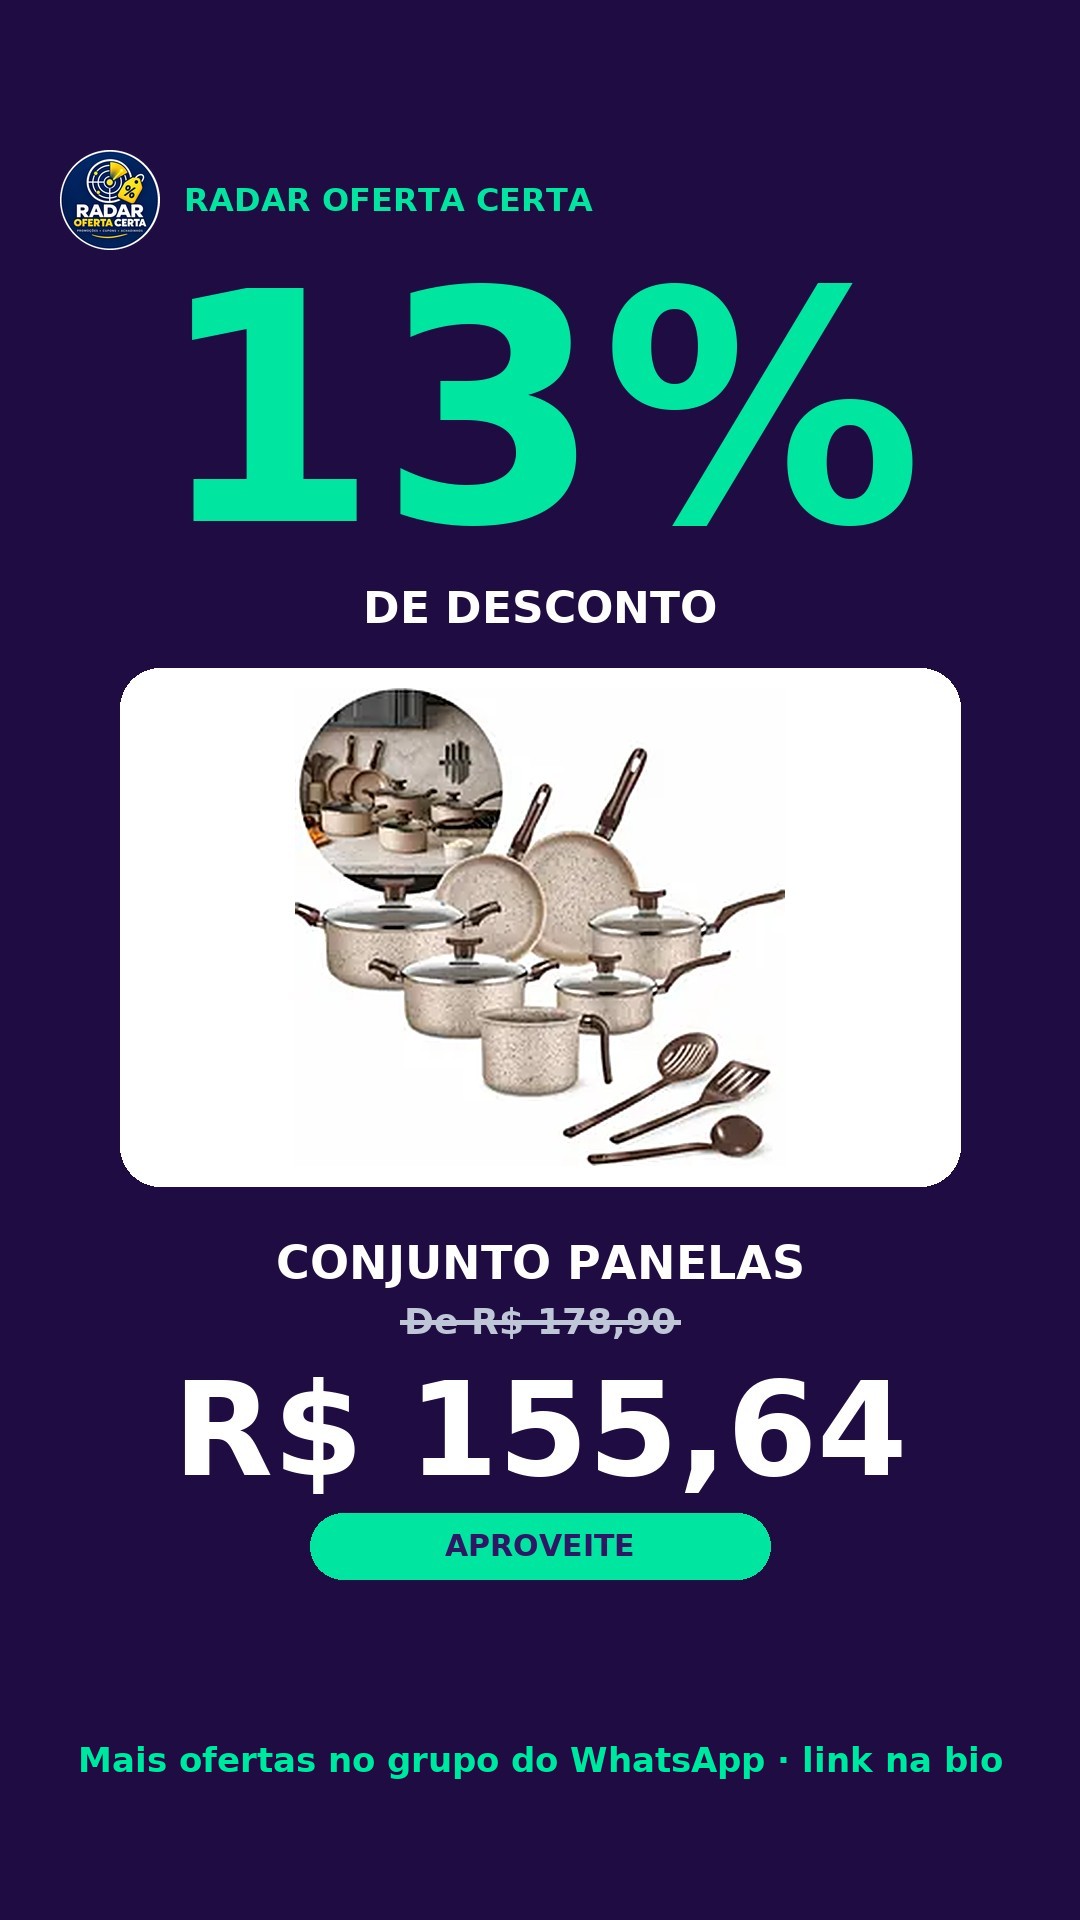 RADAR
OFERTA CERTA
RADAR OFERTA CERTA
13%
DE DESCONTO
CONJUNTO PANELAS
De R$ 178,90
R$ 155,64
APROVEITE
Mais ofertas no grupo do WhatsApp · link na bio